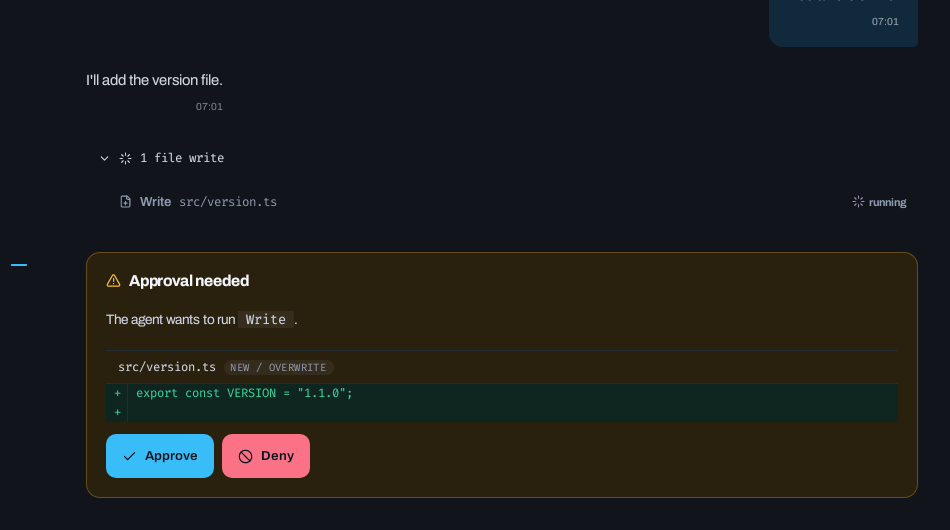 07:01
I'll add the version file.
07:01
1 file write
Write src/version.ts
running
Approval needed
The agent wants to run Write .
src/version.ts NEW / OVERWRITE
+ export const VERSION = "1.1.0";
+
Approve
Deny